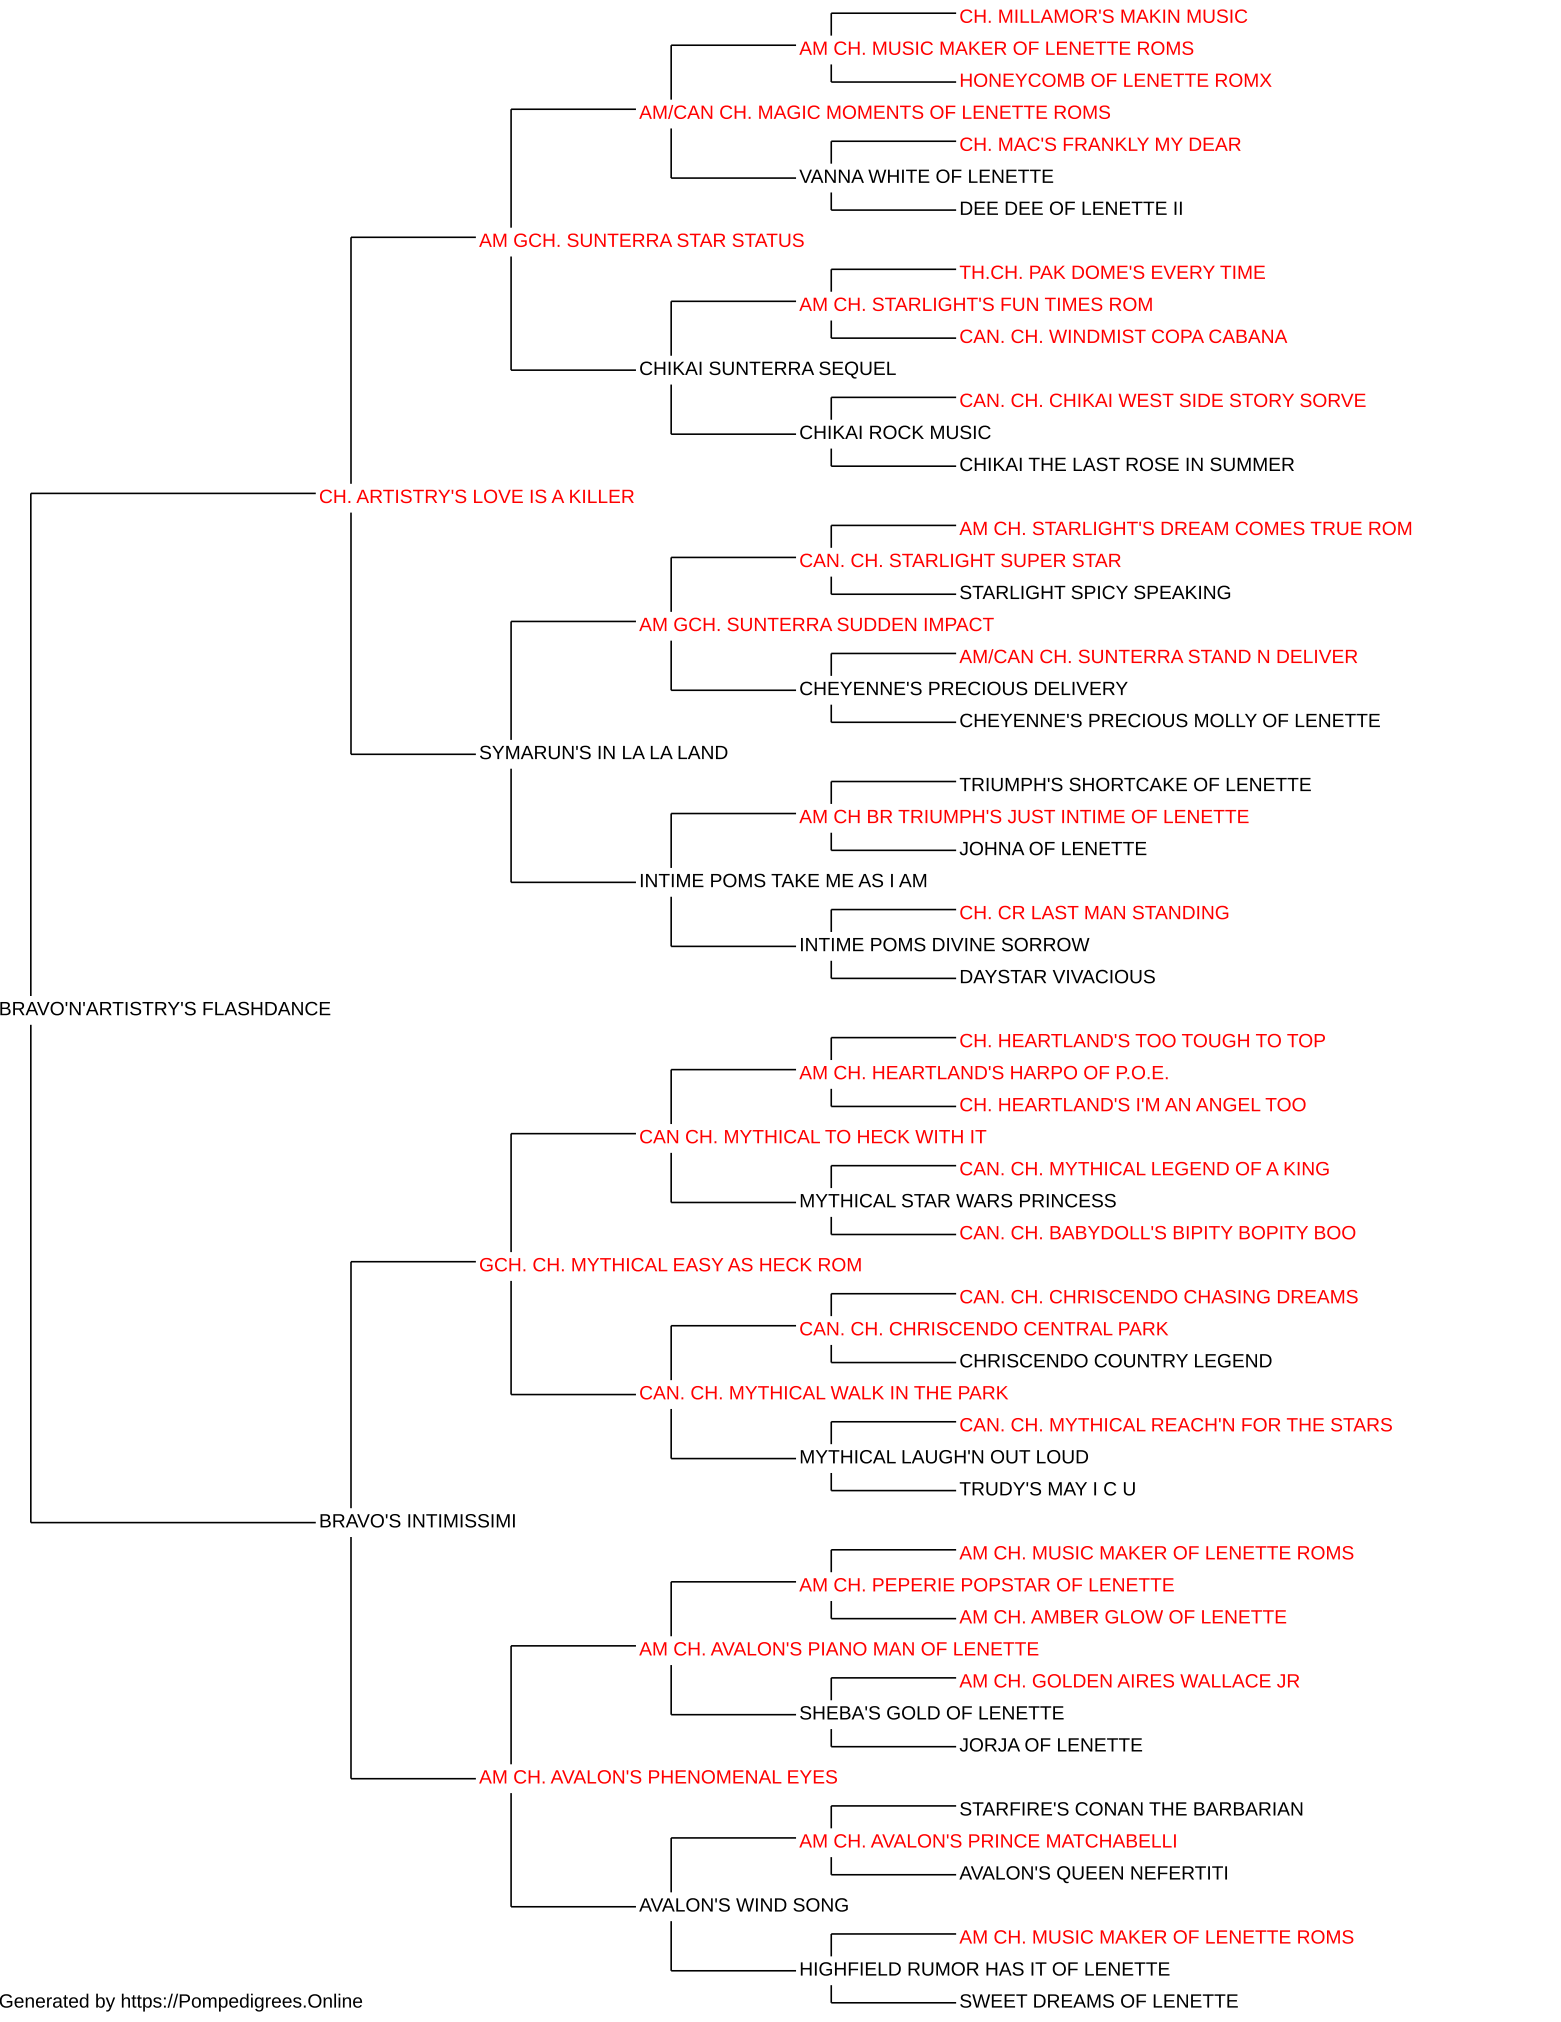 CH. MILLAMOR'S MAKIN MUSIC
AM CH. MUSIC MAKER OF LENETTE ROMS
HONEYCOMB OF LENETTE ROMX
AM/CAN CH. MAGIC MOMENTS OF LENETTE ROMS
CH. MAC'S FRANKLY MY DEAR
VANNA WHITE OF LENETTE
DEE DEE OF LENETTE II
AM GCH. SUNTERRA STAR STATUS
TH.CH. PAK DOME'S EVERY TIME
AM CH. STARLIGHT'S FUN TIMES ROM
CAN. CH. WINDMIST COPA CABANA
CHIKAI SUNTERRA SEQUEL
CAN. CH. CHIKAI WEST SIDE STORY SORVE
CHIKAI ROCK MUSIC
CHIKAI THE LAST ROSE IN SUMMER
CH. ARTISTRY'S LOVE IS A KILLER
AM CH. STARLIGHT'S DREAM COMES TRUE ROM
CAN. CH. STARLIGHT SUPER STAR
STARLIGHT SPICY SPEAKING
AM GCH. SUNTERRA SUDDEN IMPACT
AM/CAN CH. SUNTERRA STAND N DELIVER
CHEYENNE'S PRECIOUS DELIVERY
CHEYENNE'S PRECIOUS MOLLY OF LENETTE
SYMARUN'S IN LA LA LAND
TRIUMPH'S SHORTCAKE OF LENETTE
AM CH BR TRIUMPH'S JUST INTIME OF LENETTE
JOHNA OF LENETTE
INTIME POMS TAKE ME AS I AM
CH. CR LAST MAN STANDING
INTIME POMS DIVINE SORROW
DAYSTAR VIVACIOUS
BRAVO'N'ARTISTRY'S FLASHDANCE
CH. HEARTLAND'S TOO TOUGH TO TOP
AM CH. HEARTLAND'S HARPO OF P.O.E.
CH. HEARTLAND'S I'M AN ANGEL TOO
CAN CH. MYTHICAL TO HECK WITH IT
CAN. CH. MYTHICAL LEGEND OF A KING
MYTHICAL STAR WARS PRINCESS
CAN. CH. BABYDOLL'S BIPITY BOPITY BOO
GCH. CH. MYTHICAL EASY AS HECK ROM
CAN. CH. CHRISCENDO CHASING DREAMS
CAN. CH. CHRISCENDO CENTRAL PARK
CHRISCENDO COUNTRY LEGEND
CAN. CH. MYTHICAL WALK IN THE PARK
CAN. CH. MYTHICAL REACH'N FOR THE STARS
MYTHICAL LAUGH'N OUT LOUD
TRUDY'S MAY I C U
BRAVO'S INTIMISSIMI
AM CH. MUSIC MAKER OF LENETTE ROMS
AM CH. PEPERIE POPSTAR OF LENETTE
AM CH. AMBER GLOW OF LENETTE
AM CH. AVALON'S PIANO MAN OF LENETTE
AM CH. GOLDEN AIRES WALLACE JR
SHEBA'S GOLD OF LENETTE
JORJA OF LENETTE
AM CH. AVALON'S PHENOMENAL EYES
STARFIRE'S CONAN THE BARBARIAN
AM CH. AVALON'S PRINCE MATCHABELLI
AVALON'S QUEEN NEFERTITI
AVALON'S WIND SONG
AM CH. MUSIC MAKER OF LENETTE ROMS
HIGHFIELD RUMOR HAS IT OF LENETTE
SWEET DREAMS OF LENETTE
Generated by https://Pompedigrees.Online